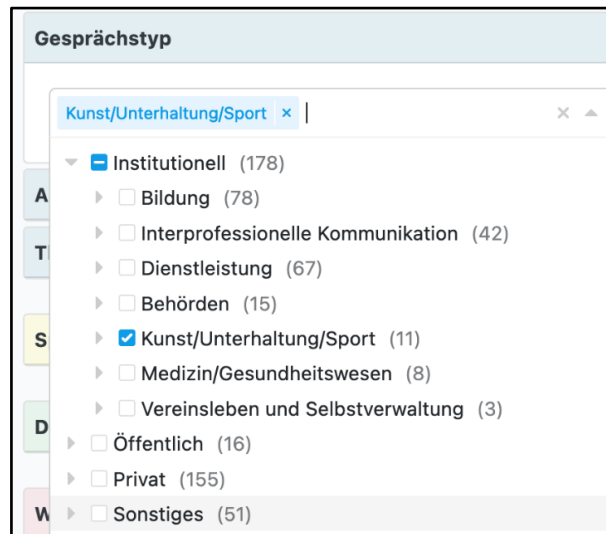 Gesprächstyp
Kunst/Unterhaltung/Sport ×
Institutionell (178)
A
Bildung (78)
Interprofessionelle Kommunikation (42)
Dienstleistung (67)
Behörden (15)
S
Kunst/Unterhaltung/Sport (11)
Medizin/Gesundheitswesen (8)
Vereinsleben und Selbstverwaltung (3)
D
Öffentlich (16)
Privat (155)
W
Sonstiges (51)